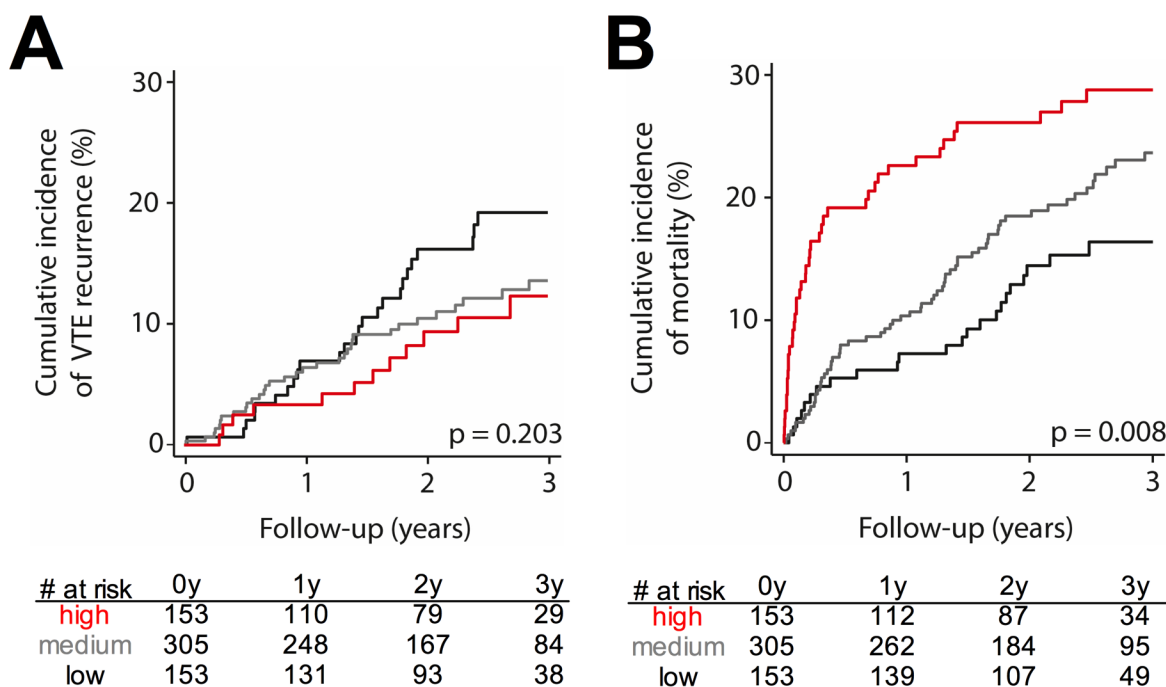 A
30
20
10
0
Cumulative incidence
of VTE recurrence (%)
p = 0.203
0 1 2 3
Follow-up (years)
# at risk 0y 1y 2y 3y
high 153 110 79 29
medium 305 248 167 84
low 153 131 93 38
B
30
20
10
0
Cumulative incidence
of mortality (%)
p = 0.008
0 1 2 3
Follow-up (years)
# at risk 0y 1y 2y 3y
high 153 112 87 34
medium 305 262 184 95
low 153 139 107 49